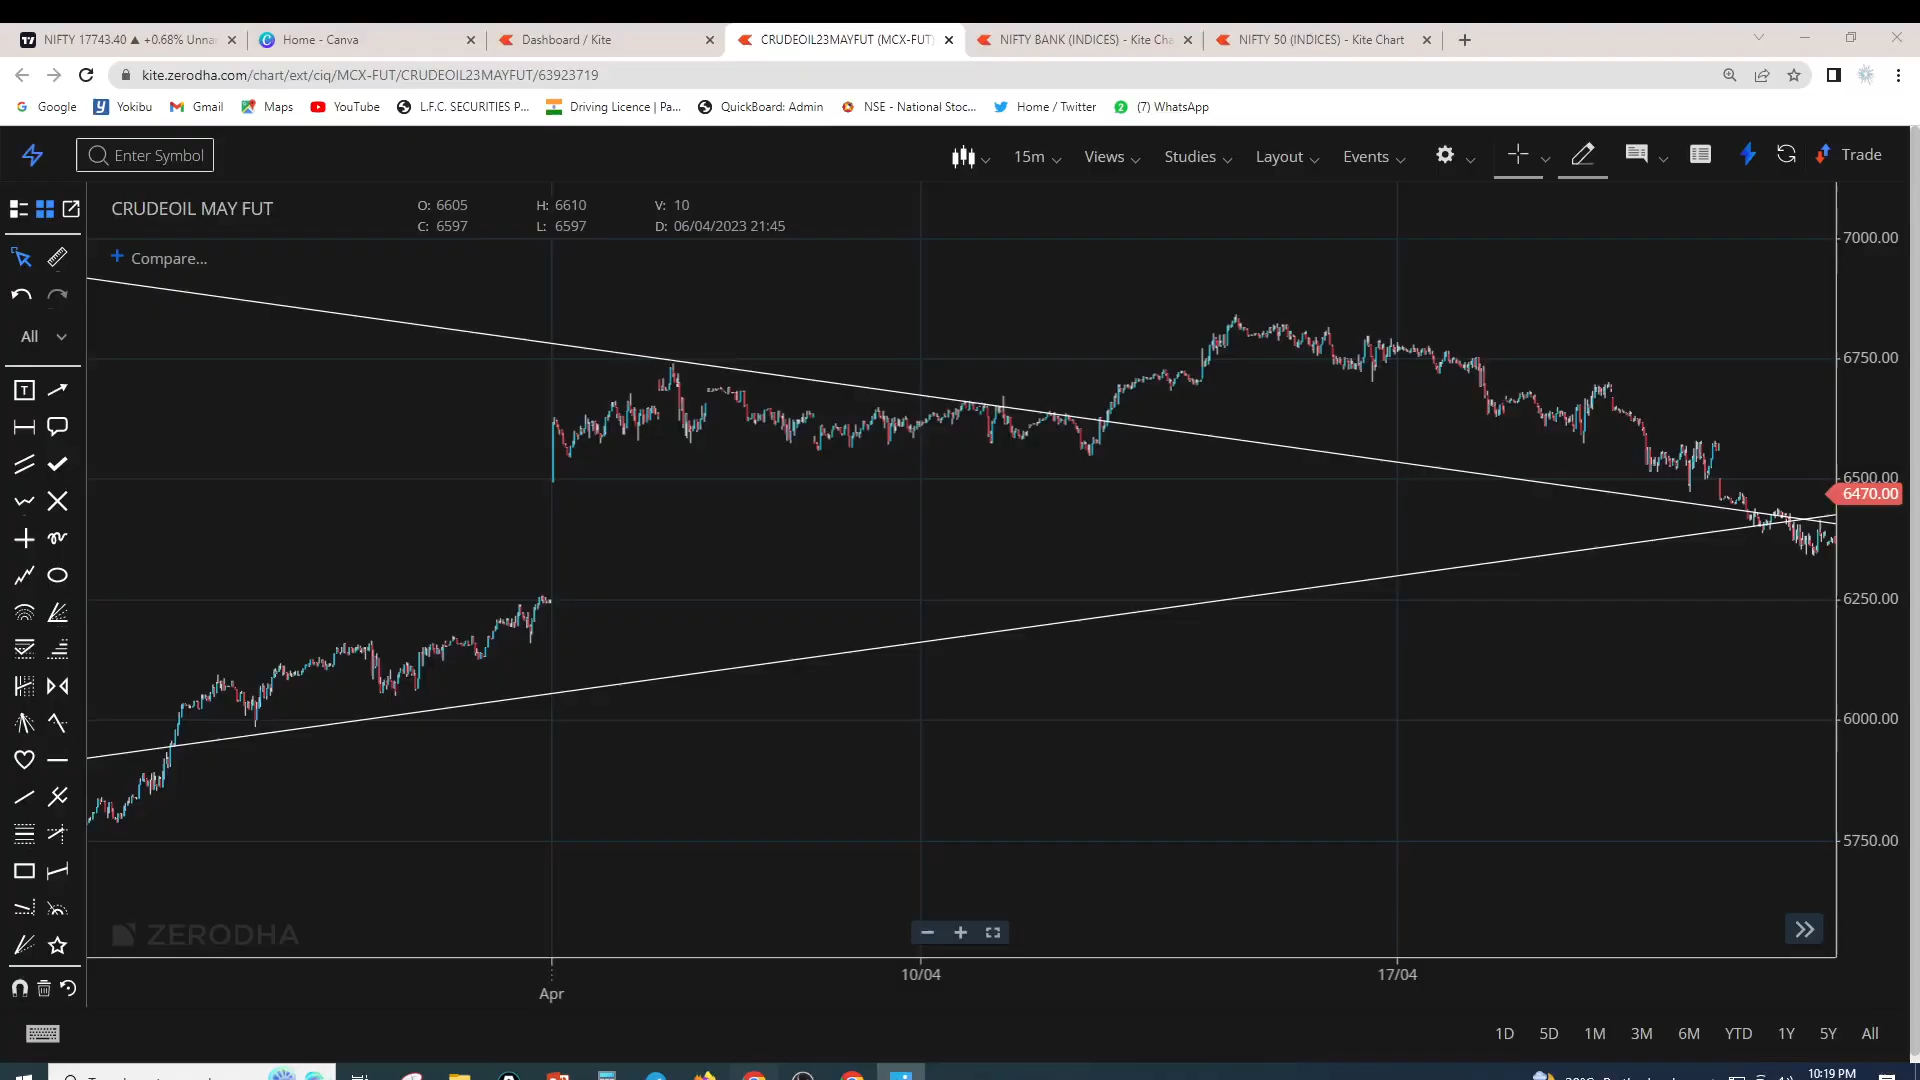 NIFTY 17743.40 ▲ +0.68% Unna
Home - Canva
Dashboard / Kite
CRUDEOIL23MAYFUT (MCX-FUT)
NIFTY BANK (INDICES) - Kite Cha
NIFTY 50 (INDICES) - Kite Chart
kite.zerodha.com/chart/ext/ciq/MCX-FUT/CRUDEOIL23MAYFUT/63923719
Google
Yokibu
Gmail
Maps
YouTube
L.F.C. SECURITIES P...
Driving Licence | Pa...
QuickBoard: Admin
NSE - National Stoc...
Home / Twitter
(7) WhatsApp
Enter Symbol
15m
Views
Studies
Layout
Events
Trade
CRUDEOIL MAY FUT
O: 6605
H: 6610
V: 10
C: 6597
L: 6597
D: 06/04/2023 21:45
+ Compare...
All
7000.00
6750.00
6500.00
6470.00
6250.00
6000.00
5750.00
ZERODHA
Apr
10/04
17/04
1D
5D
1M
3M
6M
YTD
1Y
5Y
All
10:19 PM